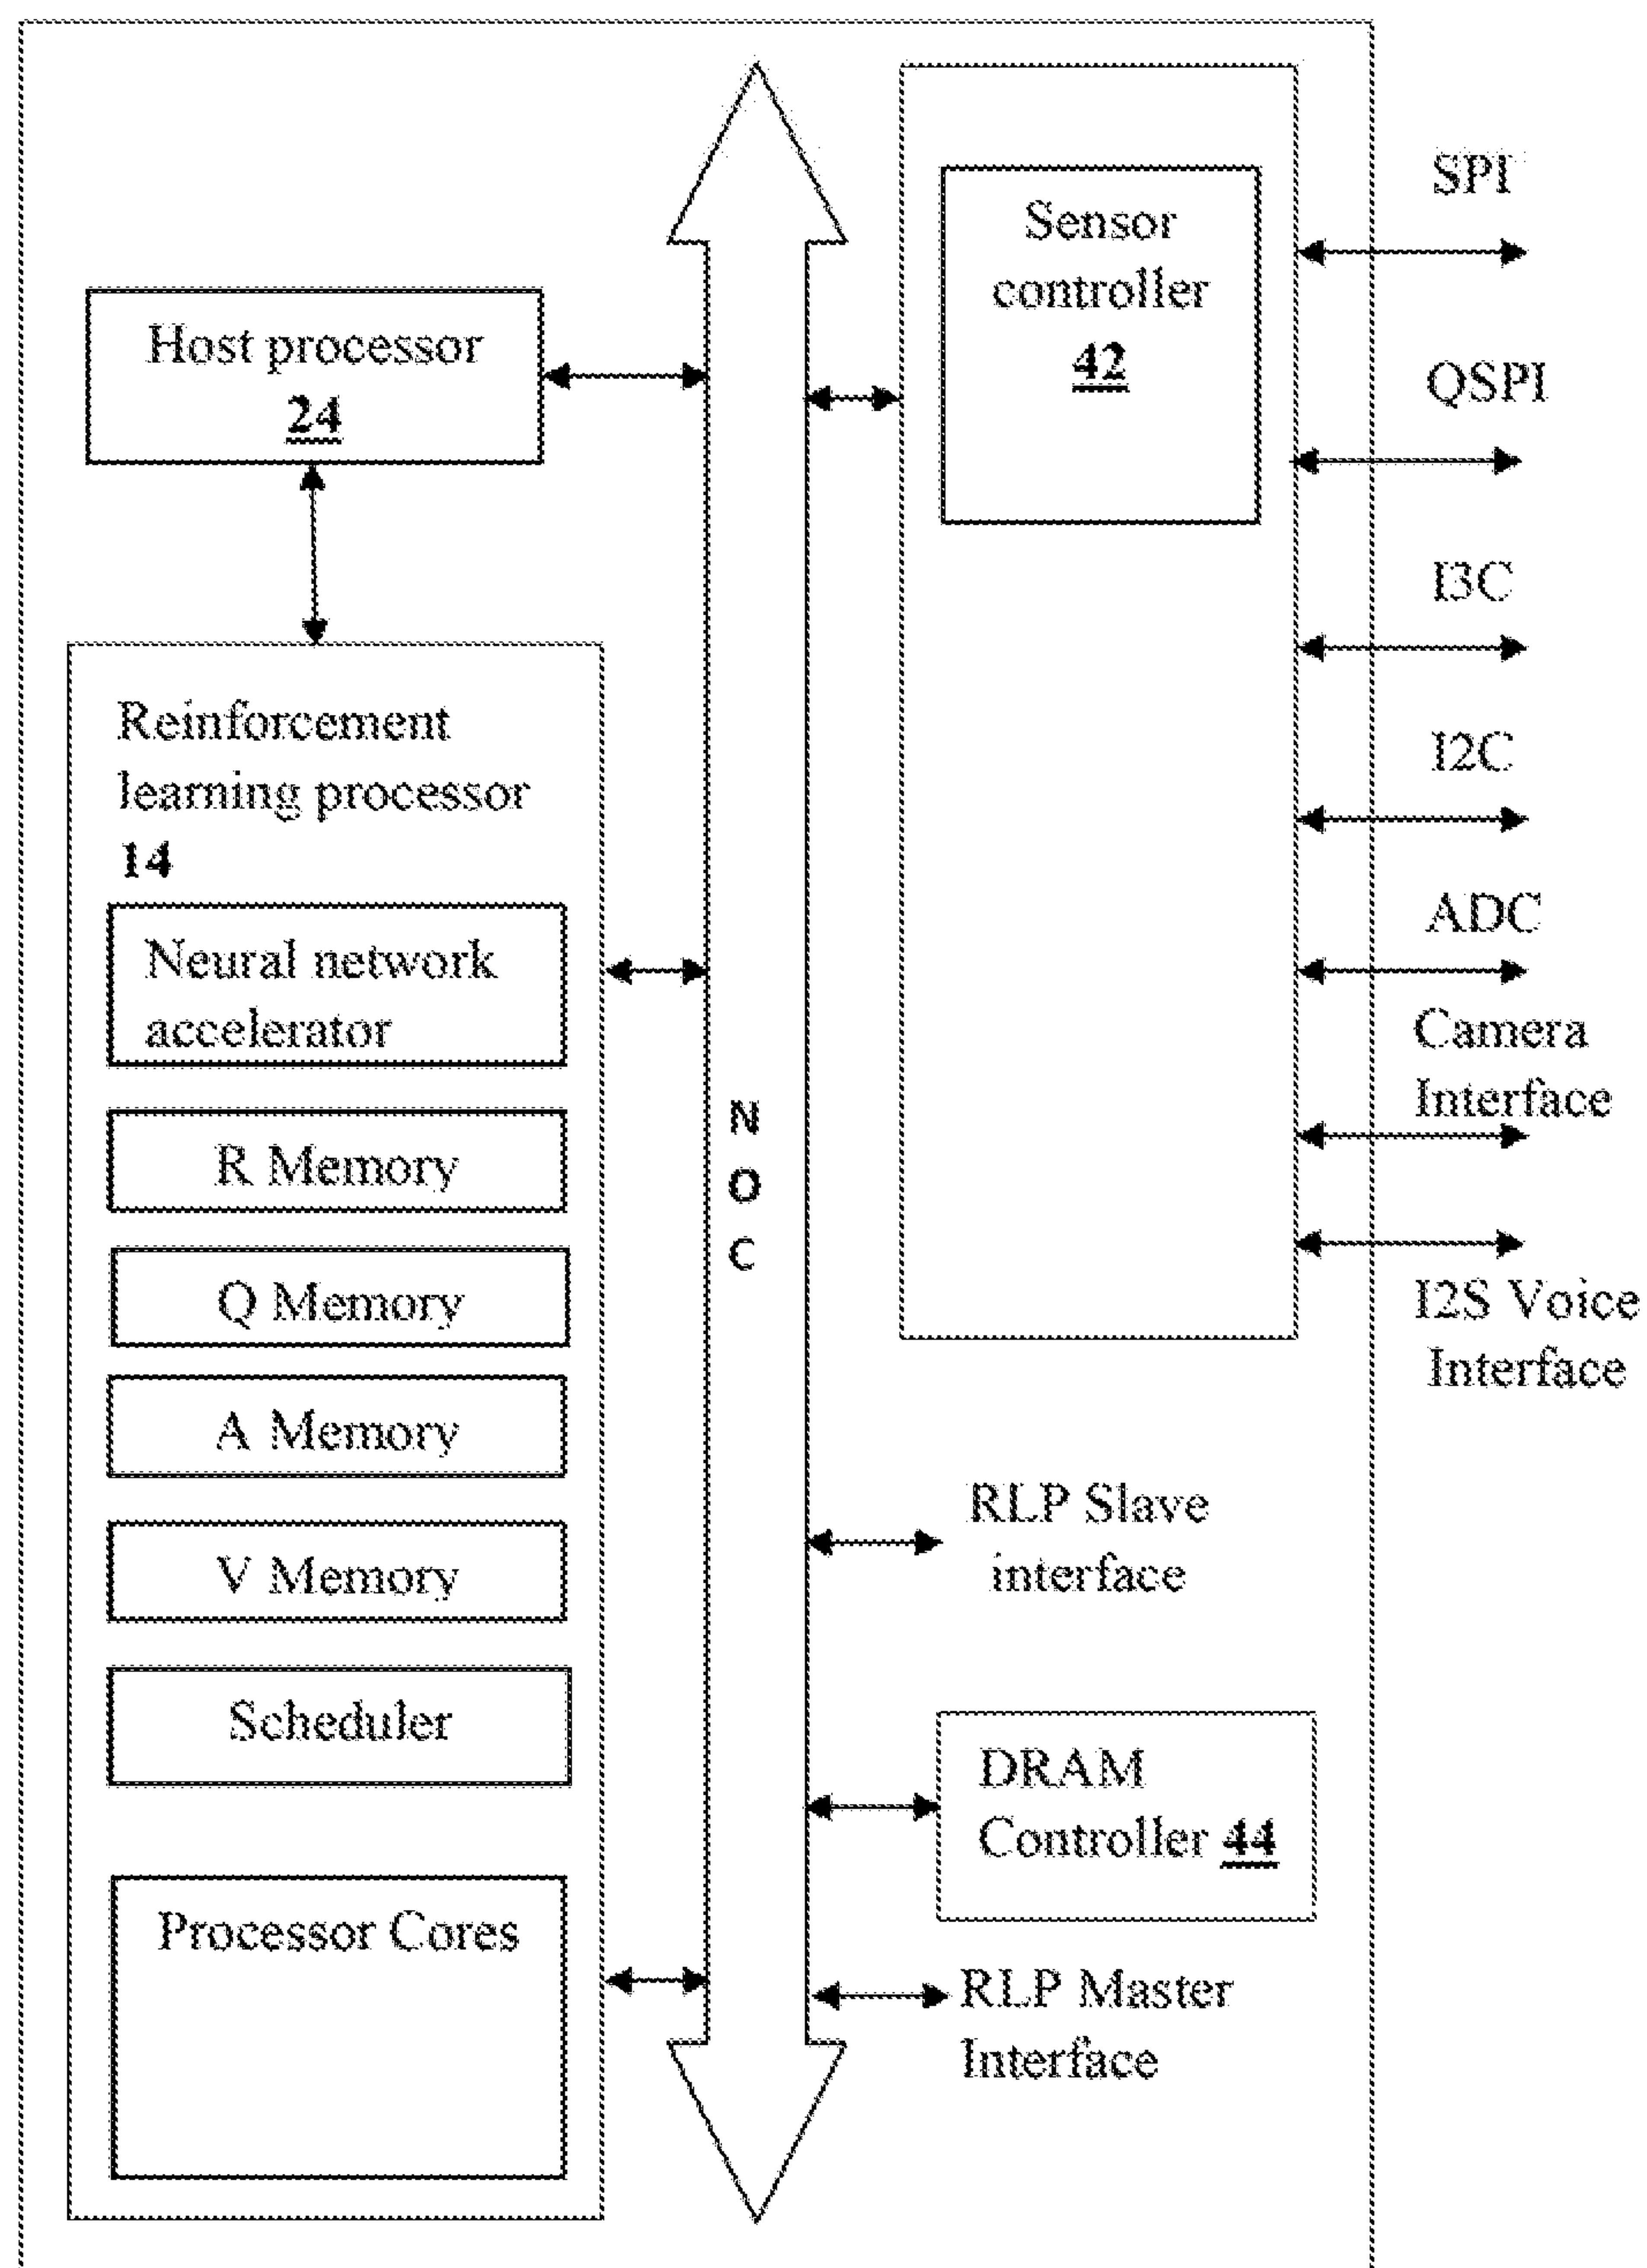 Host processor
24
Reinforcement
learning processor
14
Neural network
accelerator
R Memory
Q Memory
A Memory
V Memory
Scheduler
Processor Cores
N
O
C
Sensor
controller
42
SPI
QSPI
I3C
I2C
ADC
Camera
Interface
I2S Voice
Interface
RLP Slave
interface
DRAM
Controller 44
RLP Master
Interface